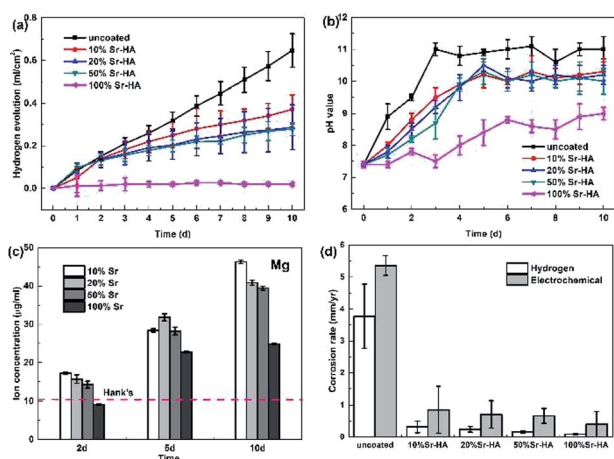 (a)
uncoated
10% Sr-HA
20% Sr-HA
50% Sr-HA
100% Sr-HA
Hydrogen evolution (ml/cm²)
0.8
0.6
0.4
0.2
0.0
0 1 2 3 4 5 6 7 8 9 10
Time (d)
(b)
pH value
12
11
10
9
8
7
6
uncoated
10% Sr-HA
20% Sr-HA
50% Sr-HA
100% Sr-HA
0 2 4 6 8 10
Time (d)
(c)
Mg
10% Sr
20% Sr
50% Sr
100% Sr
Ion concentration (μg/ml)
50
40
30
20
10
0
Hank's
2d 5d 10d
Time
(d)
Hydrogen
Electrochemical
Corrosion rate (mm/yr)
6
5
4
3
2
1
0
uncoated 10%Sr-HA 20%Sr-HA 50%Sr-HA 100%Sr-HA